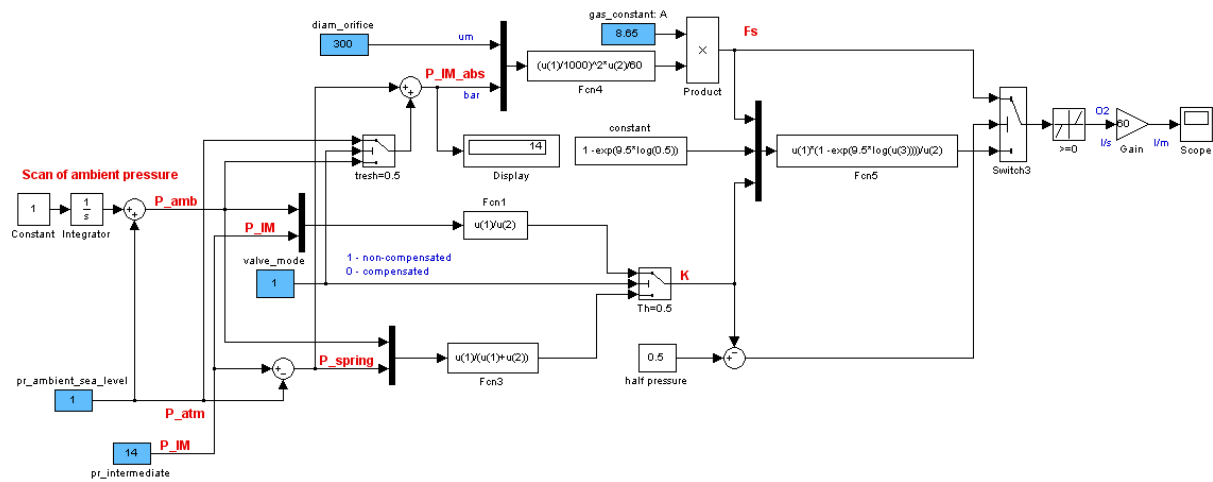 diam_orifice
300
um
gas_constant: A
8.65
Fs
P_IM_abs
bar
(u(1)/1000)^2*u(2)/60
Fcn4
×
Product
+
+
constant
1 -exp(9.5*log(0.5))
14
Display
tresh=0.5
u(1)*(1 -exp(9.5*log(u(3))))/u(2)
Fcn5
Switch3
>=0
O2
l/s
60
Gain
l/m
Scope
Scan of ambient pressure
1
Constant
1
s
Integrator
+
+
P_amb
P_IM
Fcn1
u(1)/u(2)
valve_mode
1
1 - non-compensated
0 - compensated
K
Th=0.5
P_spring
+
-
u(1)/(u(1)+u(2))
Fcn3
0.5
half pressure
-
+
pr_ambient_sea_level
1
P_atm
P_IM
14
pr_intermediate